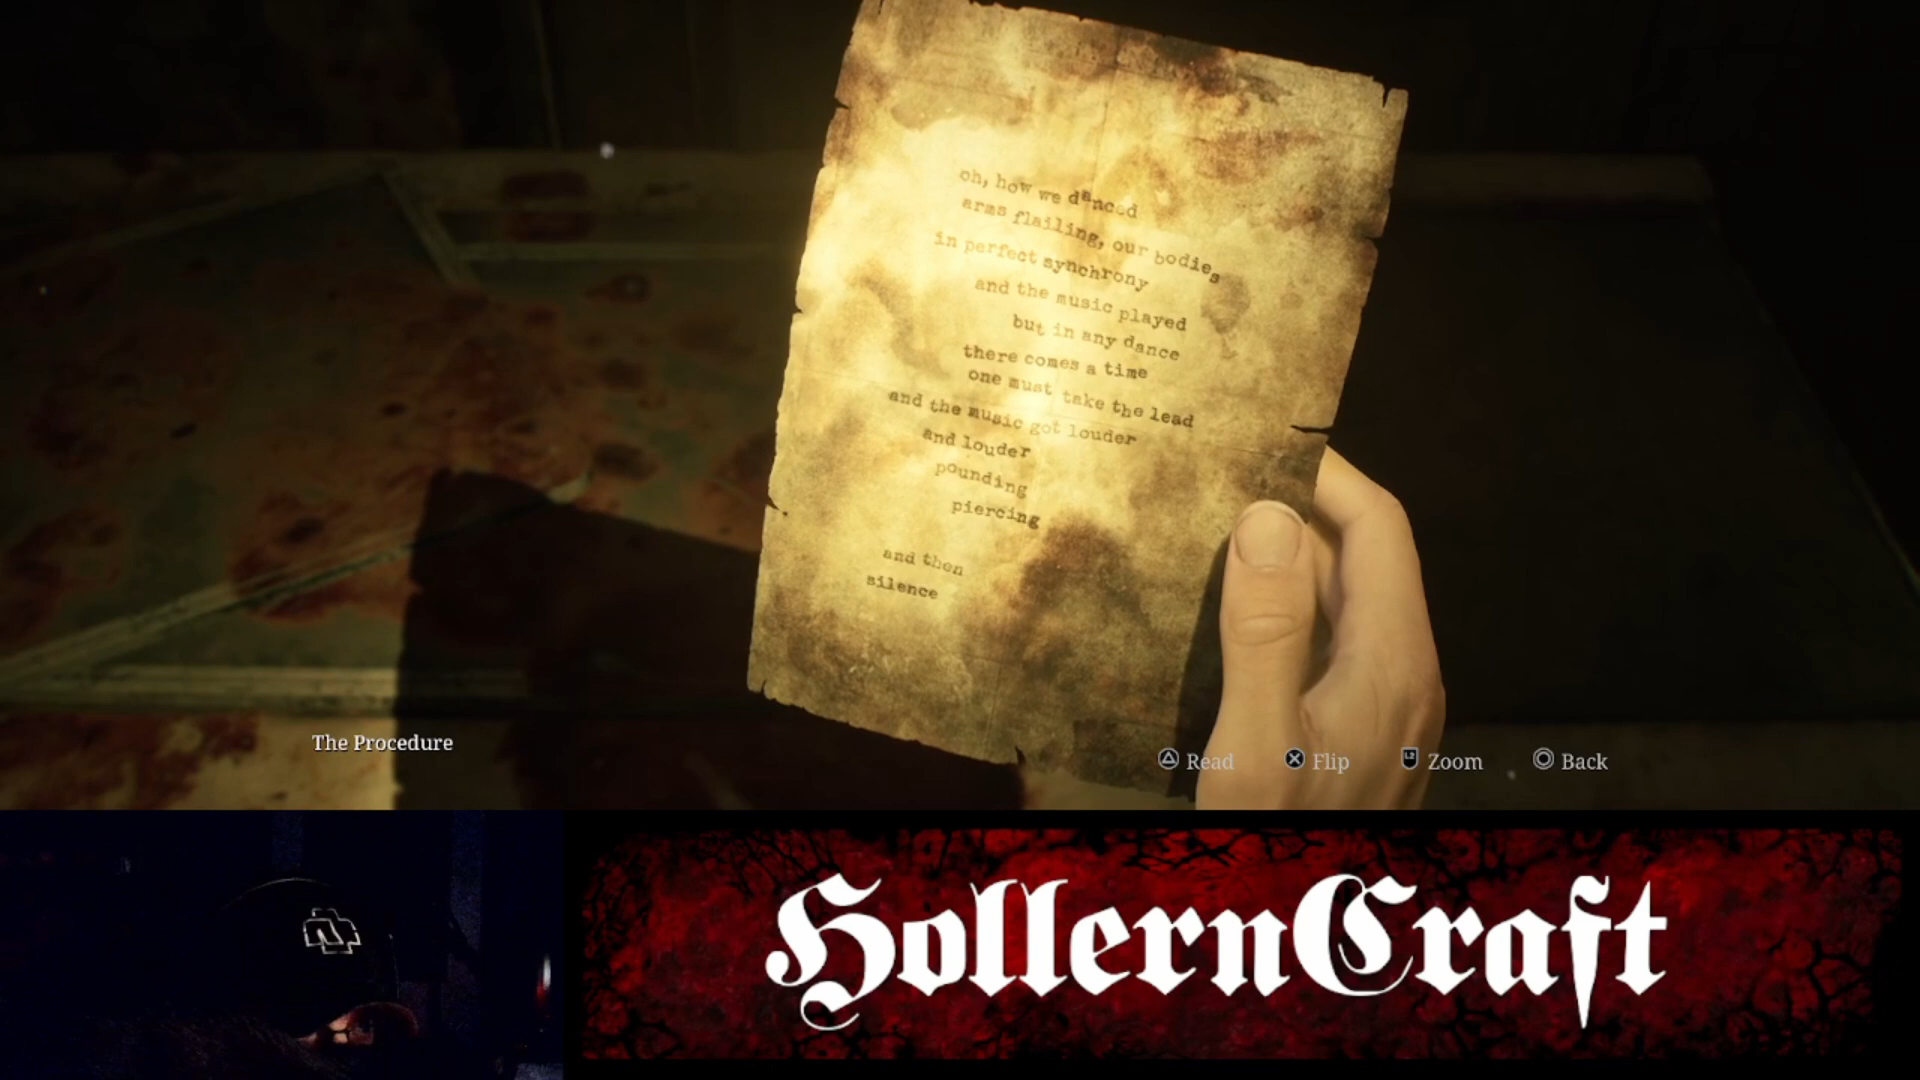 oh, how we danced
arms flailing, our bodies
in perfect synchrony
and the music played
but in any dance
there comes a time
one must take the lead
and the music got louder
and louder
pounding
piercing
and then
silence
The Procedure
Read
Flip
L2 Zoom
Back
HollernCraft